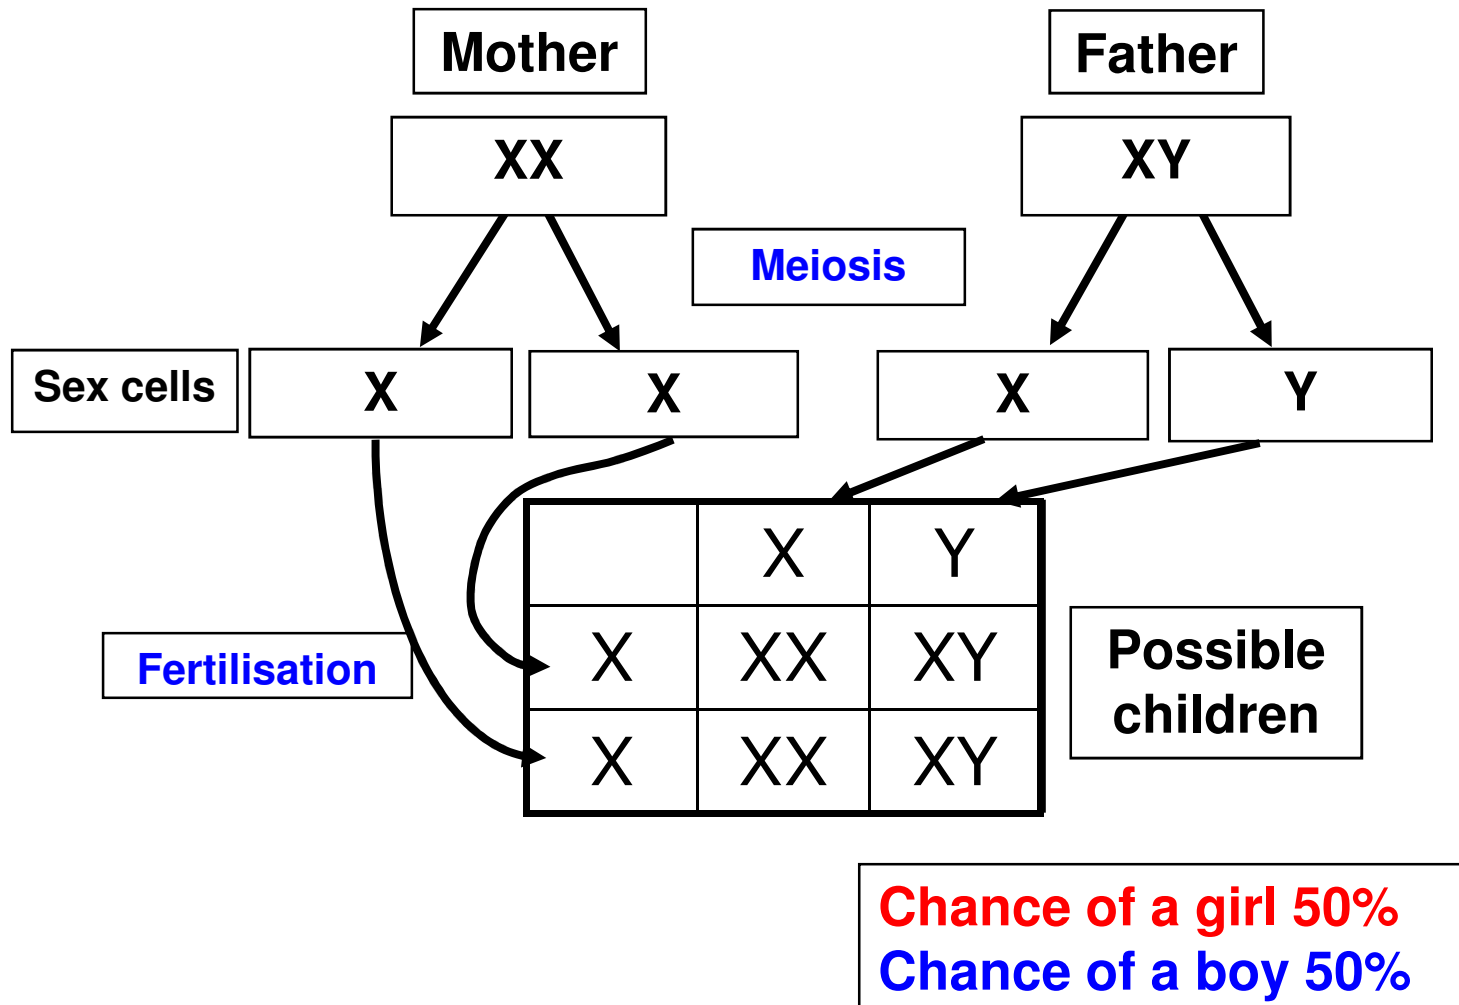 Mother
Father
XX
XY
Meiosis
Sex cells
X
X
X
Y
X Y
X XX XY
X XX XY
Fertilisation
Possible
children
Chance of a girl 50%
Chance of a boy 50%